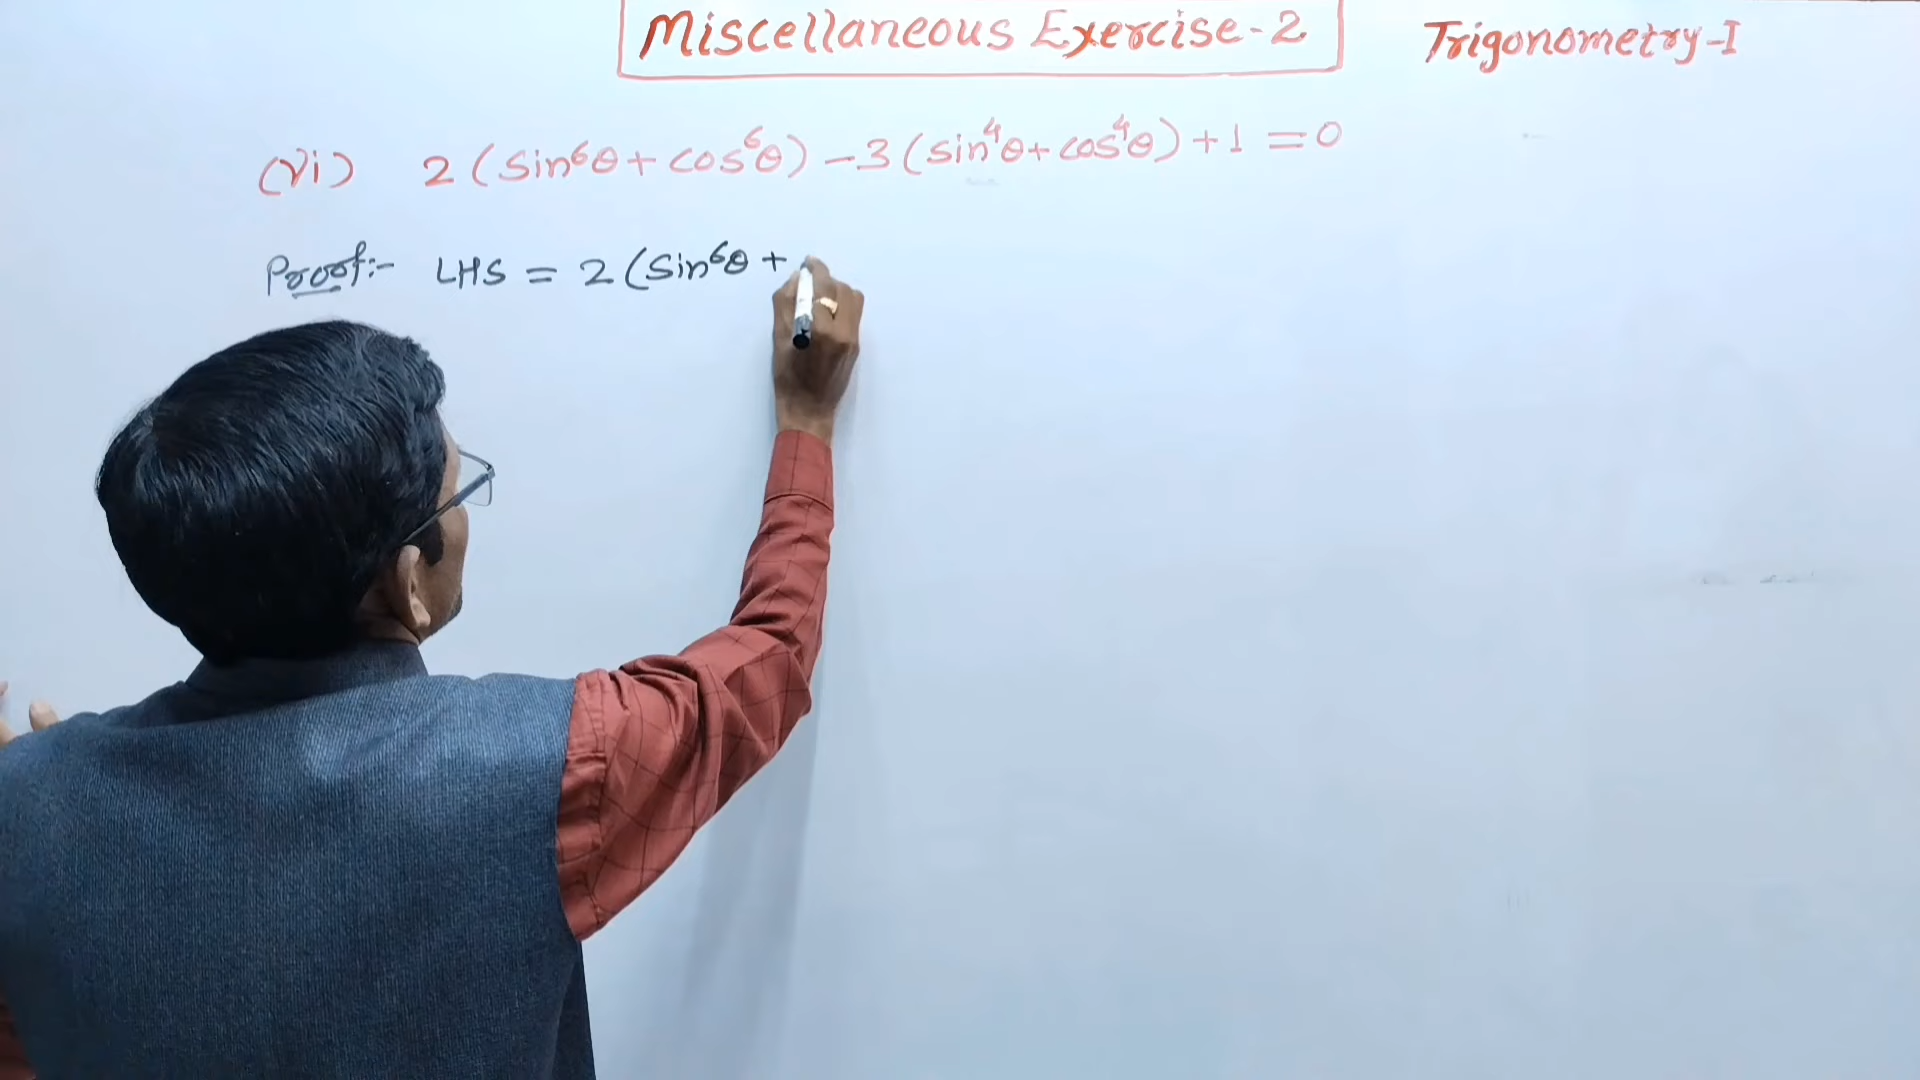 Miscellaneous Exercise-2 Trigonometry-I
(vi) 2(sin⁶θ + cos⁶θ) – 3(sin⁴θ + cos⁴θ) + 1 = 0
Proof:- LHS = 2(sin⁶θ +